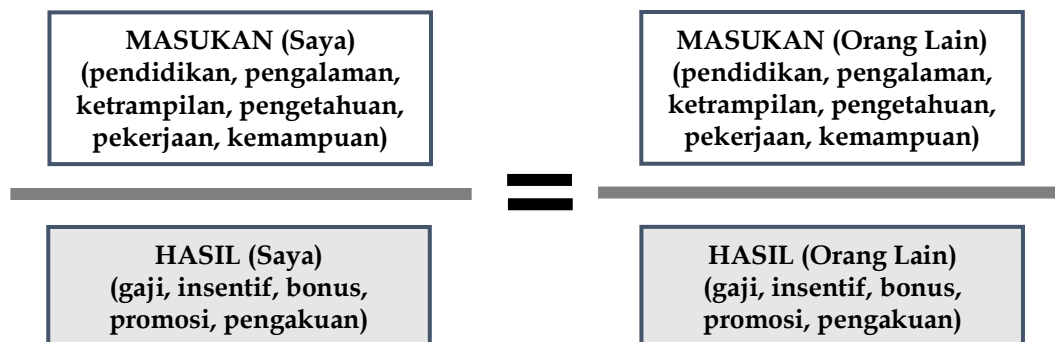 MASUKAN (Saya)
(pendidikan, pengalaman,
ketrampilan, pengetahuan,
pekerjaan, kemampuan)
MASUKAN (Orang Lain)
(pendidikan, pengalaman,
ketrampilan, pengetahuan,
pekerjaan, kemampuan)
=
HASIL (Saya)
(gaji, insentif, bonus,
promosi, pengakuan)
HASIL (Orang Lain)
(gaji, insentif, bonus,
promosi, pengakuan)